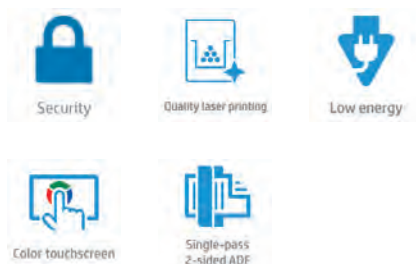 Security
Quality laser printing
Low energy
Color touchscreen
Single-pass
2-sided ADF